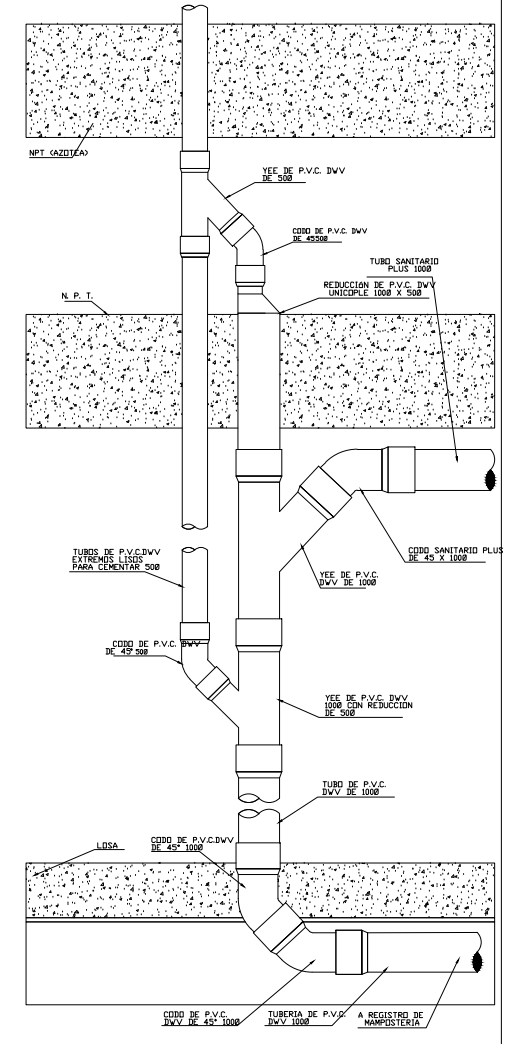 NPT (AZOTEA)
YEE DE P.V.C. DWV
DE 50Ø
CODO DE P.V.C. DWV
DE 4550Ø
TUBO SANITARIO
PLUS 100Ø
REDUCCIÓN DE P.V.C. DWV
UNICOPLE 100Ø X 50Ø
N. P. T.
CODO SANITARIO PLUS
DE 45 X 100Ø
TUBOS DE P.V.C.DWV
EXTREMOS LISOS
PARA CEMENTAR 50Ø
YEE DE P.V.C.
DWV DE 100Ø
CODO DE P.V.C. DWV
DE 45° 50Ø
YEE DE P.V.C. DWV
100Ø CON REDUCCION
DE 50Ø
TUBO DE P.V.C.
DWV DE 100Ø
CODO DE P.V.C.DWV
DE 45° 100Ø
LOSA
CODO DE P.V.C.
DWV DE 45° 100Ø
TUBERIA DE P.V.C.
DWV 100Ø
A REGISTRO DE
MAMPOSTERIA